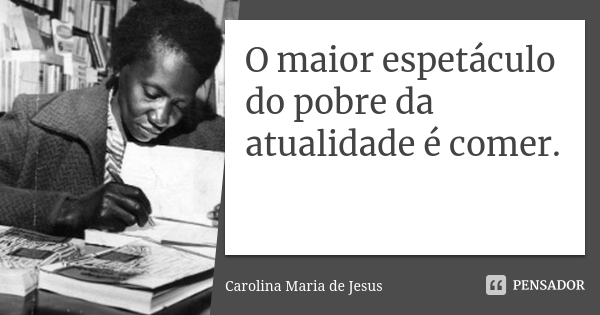 O maior espetáculo
do pobre da
atualidade é comer.
Carolina Maria de Jesus
PENSADOR